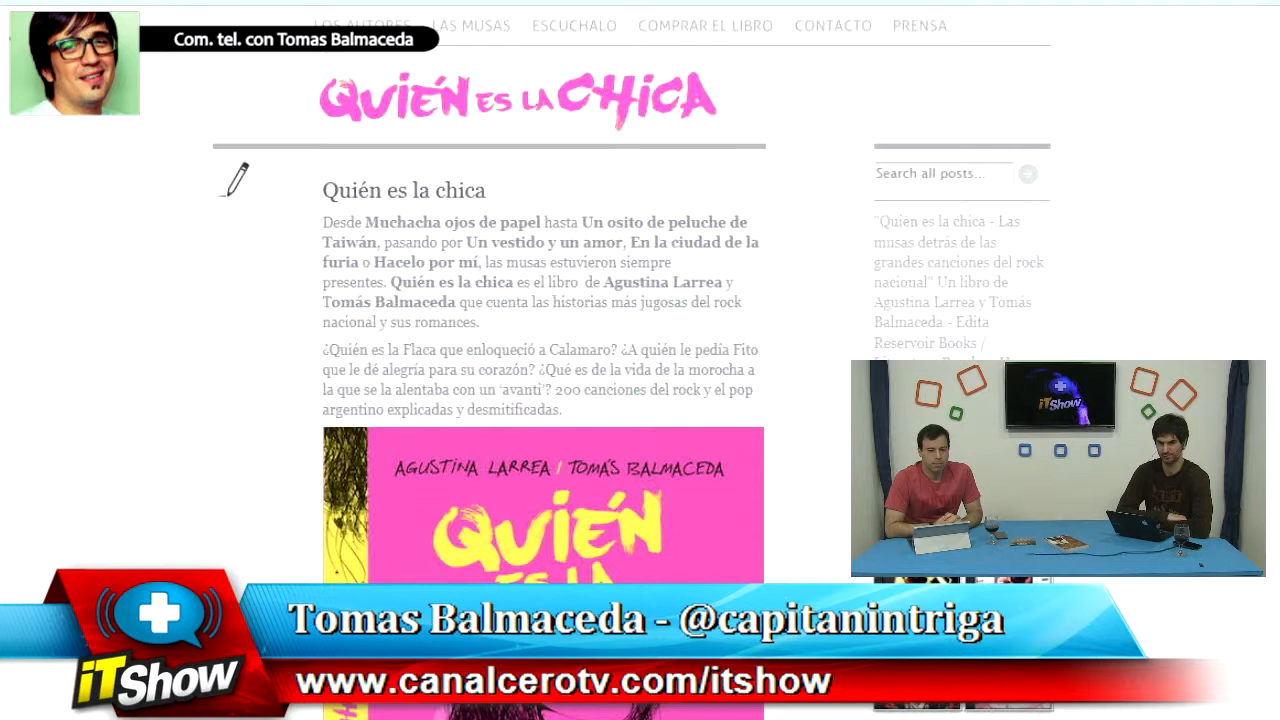 LOS AUTORES LAS MUSAS ESCUCHALO COMPRAR EL LIBRO CONTACTO PRENSA
Com. tel. con Tomas Balmaceda
QUIÉN ES LA CHICA
Quién es la chica
Desde Muchacha ojos de papel hasta Un osito de peluche de
Taiwán, pasando por Un vestido y un amor, En la ciudad de la
furia o Hacelo por mí, las musas estuvieron siempre
presentes. Quién es la chica es el libro de Agustina Larrea y
Tomás Balmaceda que cuenta las historias más jugosas del rock
nacional y sus romances.
¿Quién es la Flaca que enloqueció a Calamaro? ¿A quién le pedía Fito
que le dé alegría para su corazón? ¿Qué es de la vida de la morocha a
la que se la alentaba con un ‘avanti’? 200 canciones del rock y el pop
argentino explicadas y desmitificadas.
Search all posts...
"Quien es la chica - Las
musas detrás de las
grandes canciones del rock
nacional" Un libro de
Agustina Larrea y Tomás
Balmaceda - Edita
Reservoir Books /
AGUSTINA LARREA / TOMÁS BALMACEDA
QUIÉN
ES LA
iTShow
Tomas Balmaceda - @capitanintriga
iTShow
www.canalcerotv.com/itshow